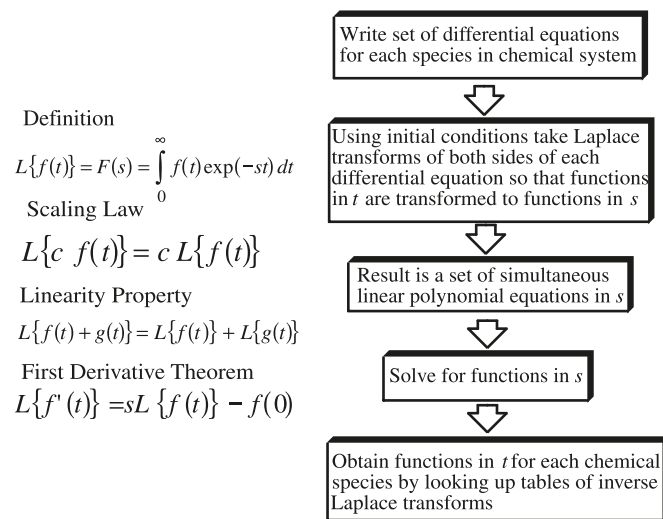 Definition
L{f(t)} = F(s) = ∫₀^∞ f(t) exp(−st) dt
Scaling Law
L{c f(t)} = c L{f(t)}
Linearity Property
L{f(t) + g(t)} = L{f(t)} + L{g(t)}
First Derivative Theorem
L{f'(t)} =sL {f(t)} − f(0)
Write set of differential equations
for each species in chemical system
Using initial conditions take Laplace
transforms of both sides of each
differential equation so that functions
in t are transformed to functions in s
Result is a set of simultaneous
linear polynomial equations in s
Solve for functions in s
Obtain functions in t for each chemical
species by looking up tables of inverse
Laplace transforms